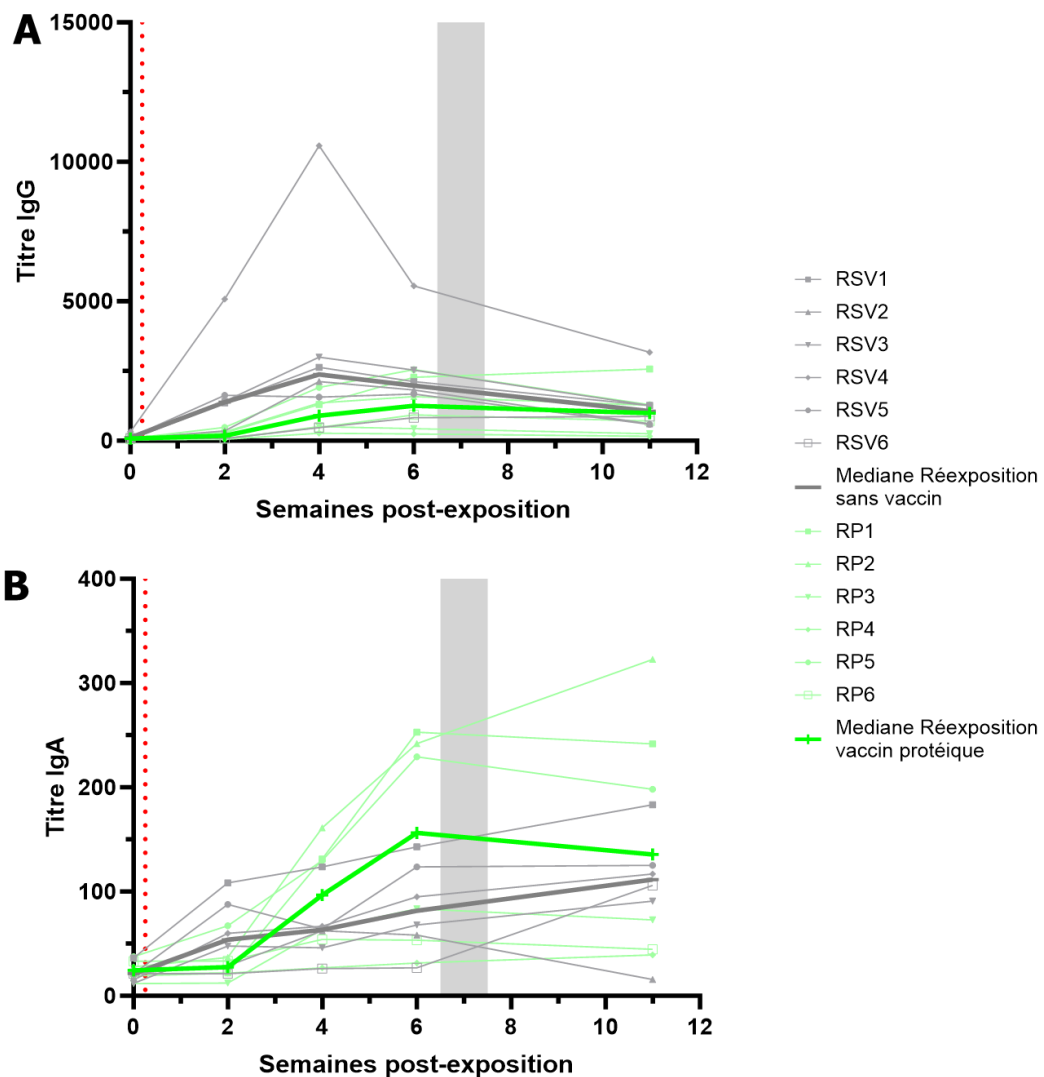 A
15000
10000
5000
0
Titre IgG
0 2 4 6 8 10 12
Semaines post-exposition
B
400
300
200
100
0
Titre IgA
0 2 4 6 8 10 12
Semaines post-exposition
RSV1
RSV2
RSV3
RSV4
RSV5
RSV6
Mediane Réexposition
sans vaccin
RP1
RP2
RP3
RP4
RP5
RP6
Mediane Réexposition
vaccin protéique